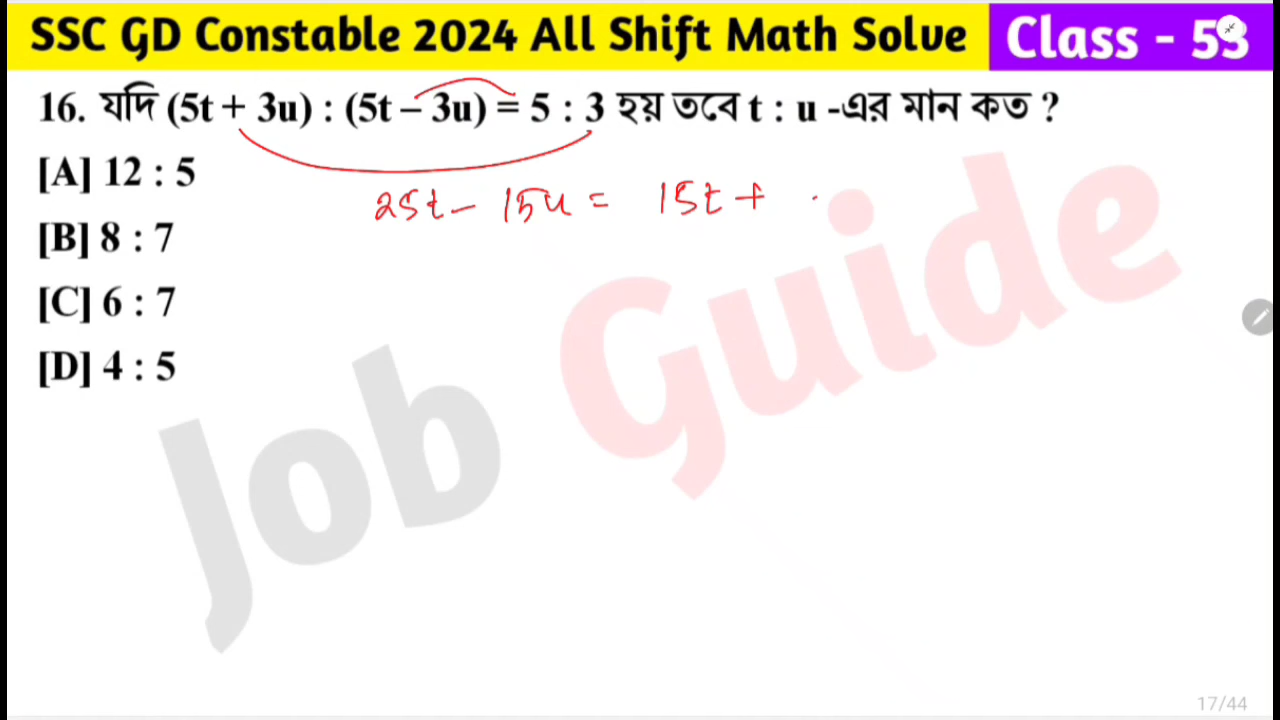 SSC GD Constable 2024 All Shift Math Solve Class - 53
16. যদি (5t + 3u) : (5t – 3u) = 5 : 3 হয় তবে t : u -এর মান কত ?
[A] 12 : 5
25t – 15u = 15t +
[B] 8 : 7
[C] 6 : 7
[D] 4 : 5
Job Guide
17/44